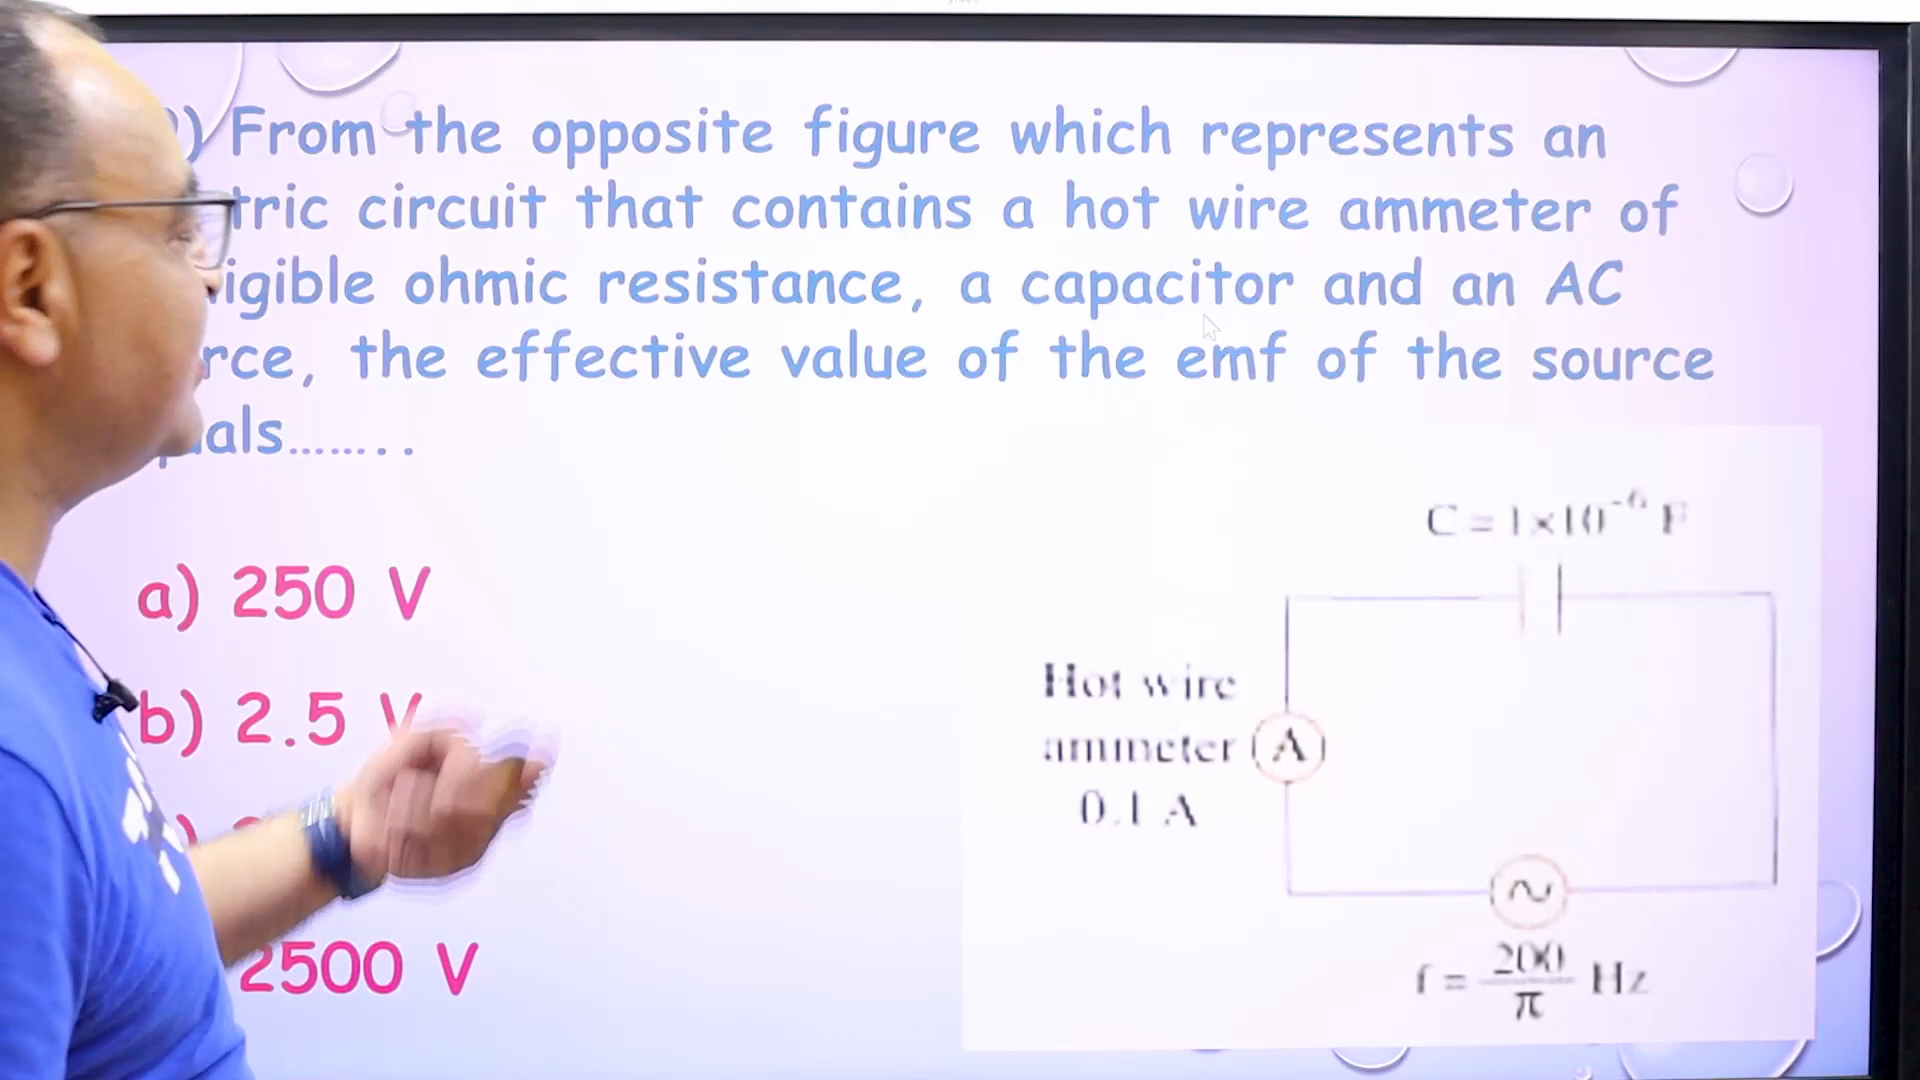 ) From the opposite figure which represents an
tric circuit that contains a hot wire ammeter of
igible ohmic resistance, a capacitor and an AC
rce, the effective value of the emf of the source
als.........
a) 250 V
b) 2.5 V
)
2500 V
C = 1×10⁻⁶ F
Hot wire
ammeter A
0.1 A
f = 200/π Hz